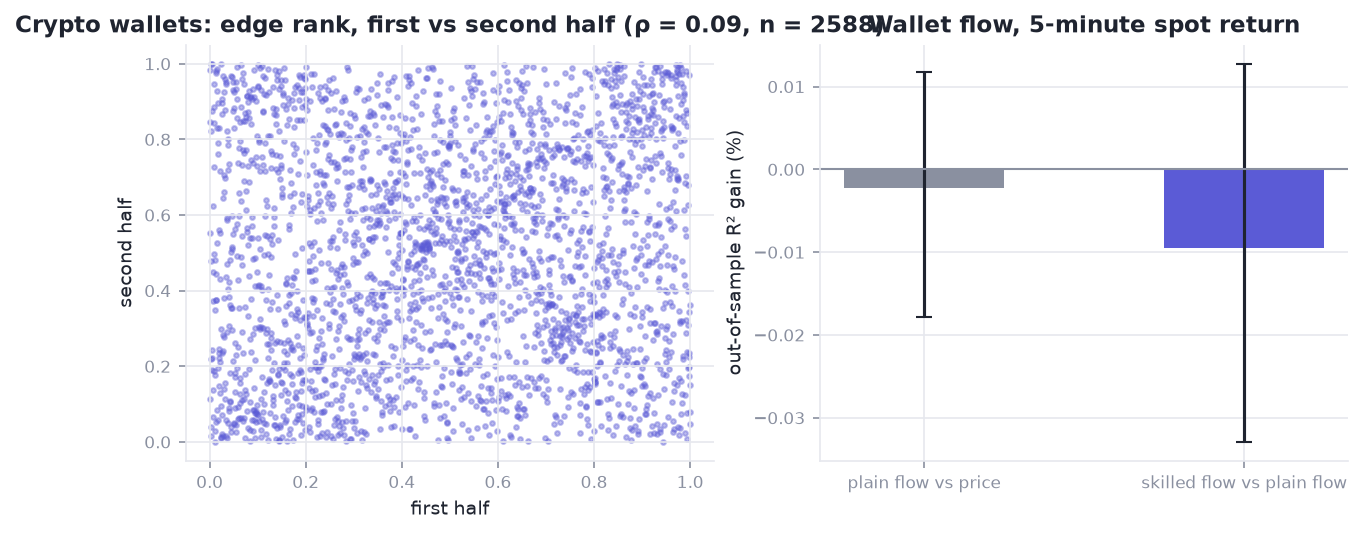 Crypto wallets: edge rank, first vs second half (ρ = 0.09, n = 2588)
Wallet flow, 5-minute spot return
second half
1.0
0.8
0.6
0.4
0.2
0.0
0.0 0.2 0.4 0.6 0.8 1.0
first half
out-of-sample R² gain (%)
0.01
0.00
−0.01
−0.02
−0.03
plain flow vs price
skilled flow vs plain flow